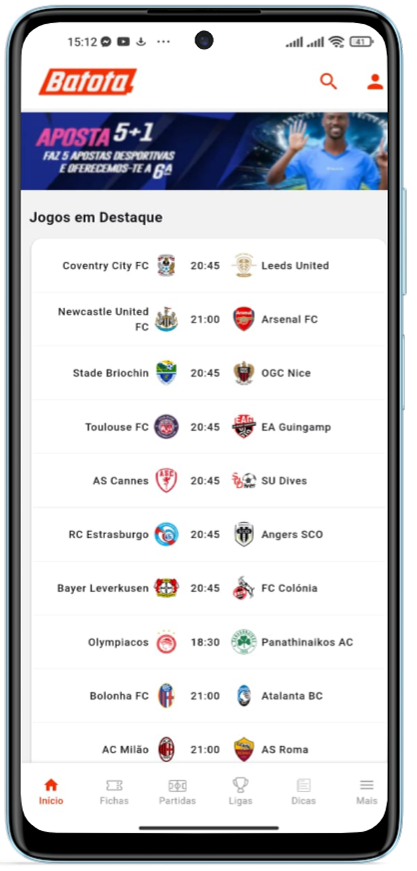 15:12
41
Batota
APOSTA 5+1
FAZ 5 APOSTAS DESPORTIVAS
E OFERECEMOS-TE A 6ª
Jogos em Destaque
Coventry City FC 20:45 Leeds United
Newcastle United
FC 21:00 Arsenal FC
Stade Briochin 20:45 OGC Nice
Toulouse FC 20:45 EA Guingamp
AS Cannes 20:45 SU Dives
RC Estrasburgo 20:45 Angers SCO
Bayer Leverkusen 20:45 FC Colónia
Olympiacos 18:30 Panathinaikos AC
Bolonha FC 21:00 Atalanta BC
AC Milão 21:00 AS Roma
Início Fichas Partidas Ligas Dicas Mais